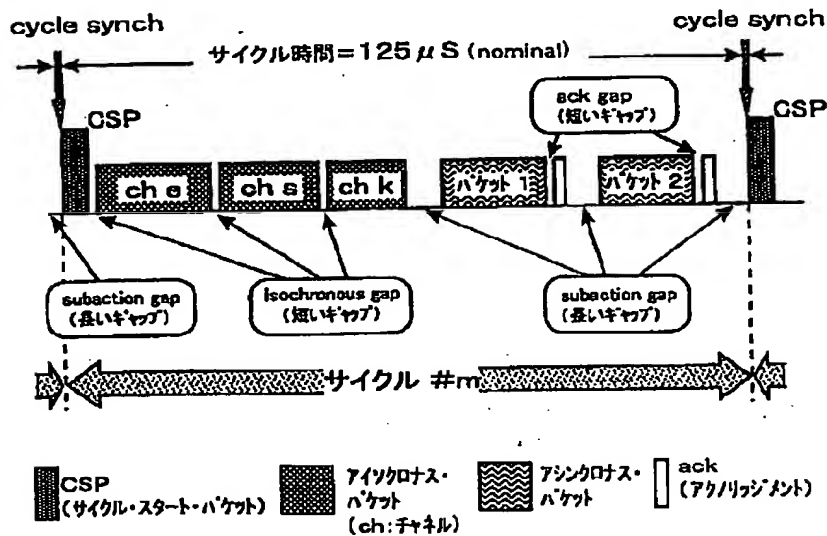 cycle synch
cycle synch
サイクル時間=125μS (nominal)
CSP
CSP
ack gap
(短いギャップ)
ch e
ch s
ch k
パケット 1
パケット 2
subaction gap
(長いギャップ)
isochronous gap
(短いギャップ)
subaction gap
(長いギャップ)
サイクル #m
CSP
(サイクル・スタート・パケット)
アイソクロナス・
パケット
(ch:チャネル)
アシンクロナス・
パケット
ack
(アクノリッジメント)